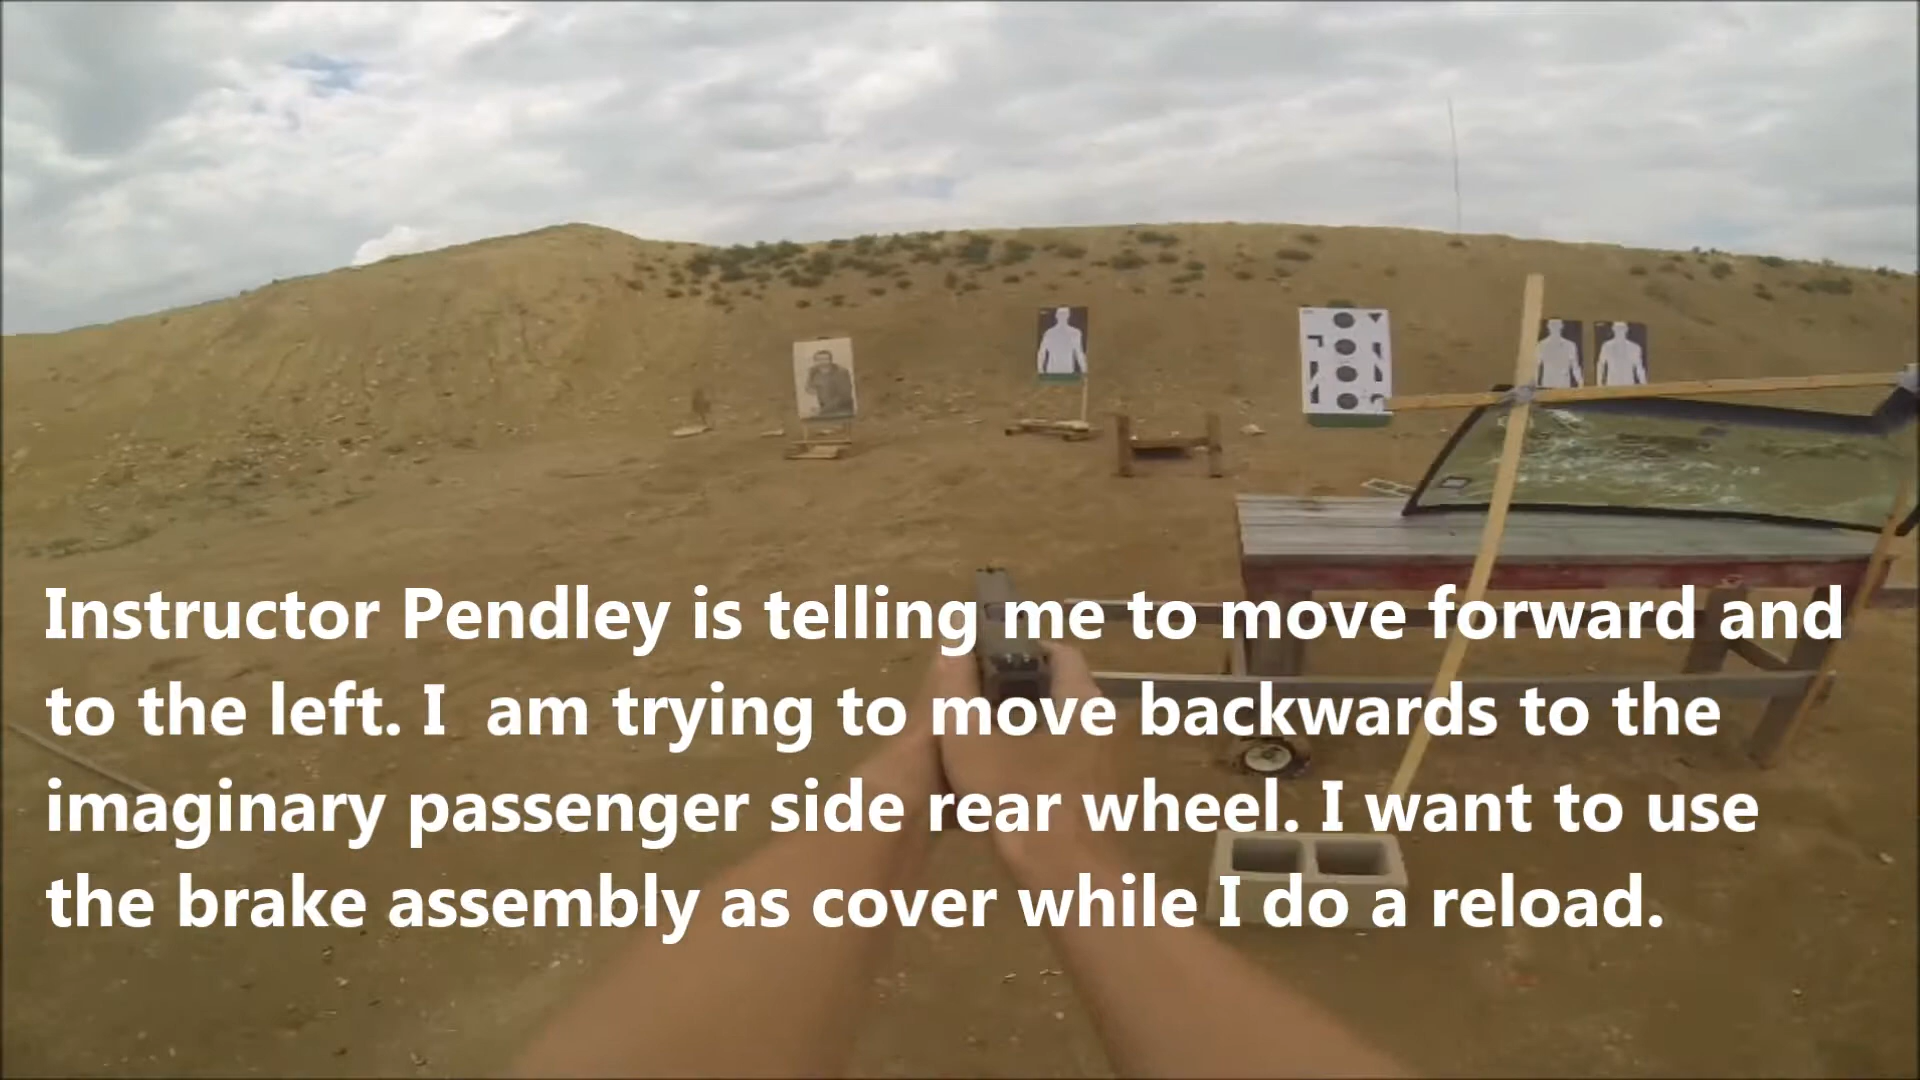 Instructor Pendley is telling me to move forward and
to the left. I  am trying to move backwards to the
imaginary passenger side rear wheel. I want to use
the brake assembly as cover while I do a reload.